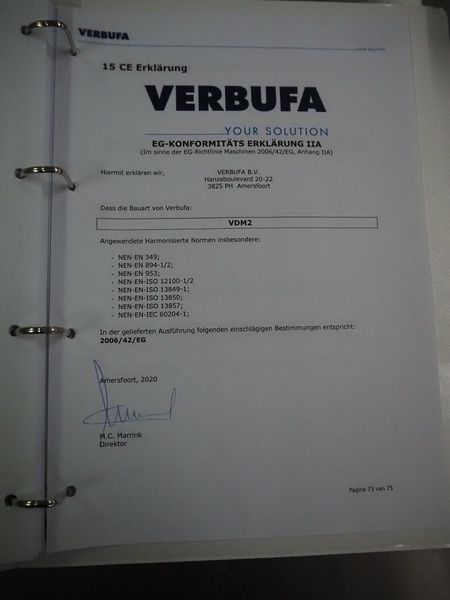 VERBUFA
YOUR SOLUTION
15 CE Erklärung
VERBUFA
YOUR SOLUTION
EG-KONFORMITÄTS ERKLÄRUNG IIA
(Im sinne der EG-Richtlinie Maschinen 2006/42/EG, Anhang IIA)
Hiermit erklären wir, VERBUFA B.V.
Hanzeboulevard 20-22
3825 PH Amersfoort
Dass die Bauart von Verbufa:
VDM2
Angewendete Harmonisierte Normen insbesondere:
- NEN-EN 349;
- NEN-EN 894-1/2;
- NEN-EN 953;
- NEN-EN-ISO 12100-1/2
- NEN-EN-ISO 13849-1;
- NEN-EN-ISO 13850;
- NEN-EN-ISO 13857;
- NEN-EN-IEC 60204-1;
In der gelieferten Ausführung folgenden einschlägigen Bestimmungen entspricht:
2006/42/EG
Amersfoort, 2020
M.C. Marrink
Direktor
Pagina 73 van 75